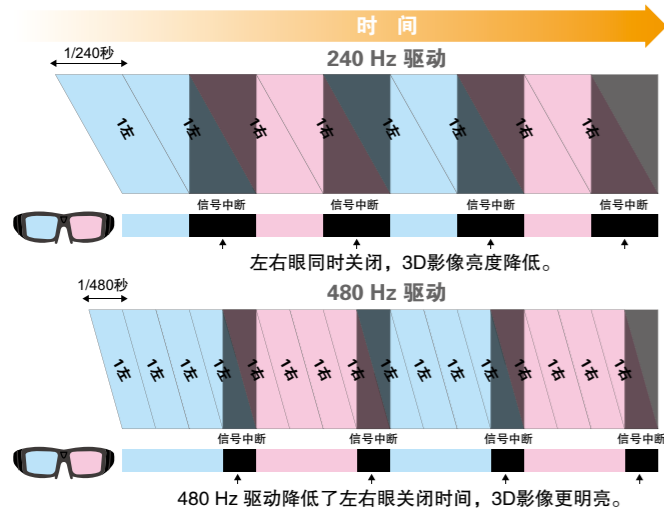 时 间
1/240秒
240 Hz 驱动
1左 1左 1右 1右 1左 1左 1右 1右
信号中断 信号中断 信号中断 信号中断
左右眼同时关闭，3D影像亮度降低。
1/480秒
480 Hz 驱动
1左 1左 1左 1左 1右 1右 1右 1右 1左 1左 1左 1左 1右 1右 1右 1右
信号中断 信号中断 信号中断 信号中断
480 Hz 驱动降低了左右眼关闭时间，3D影像更明亮。